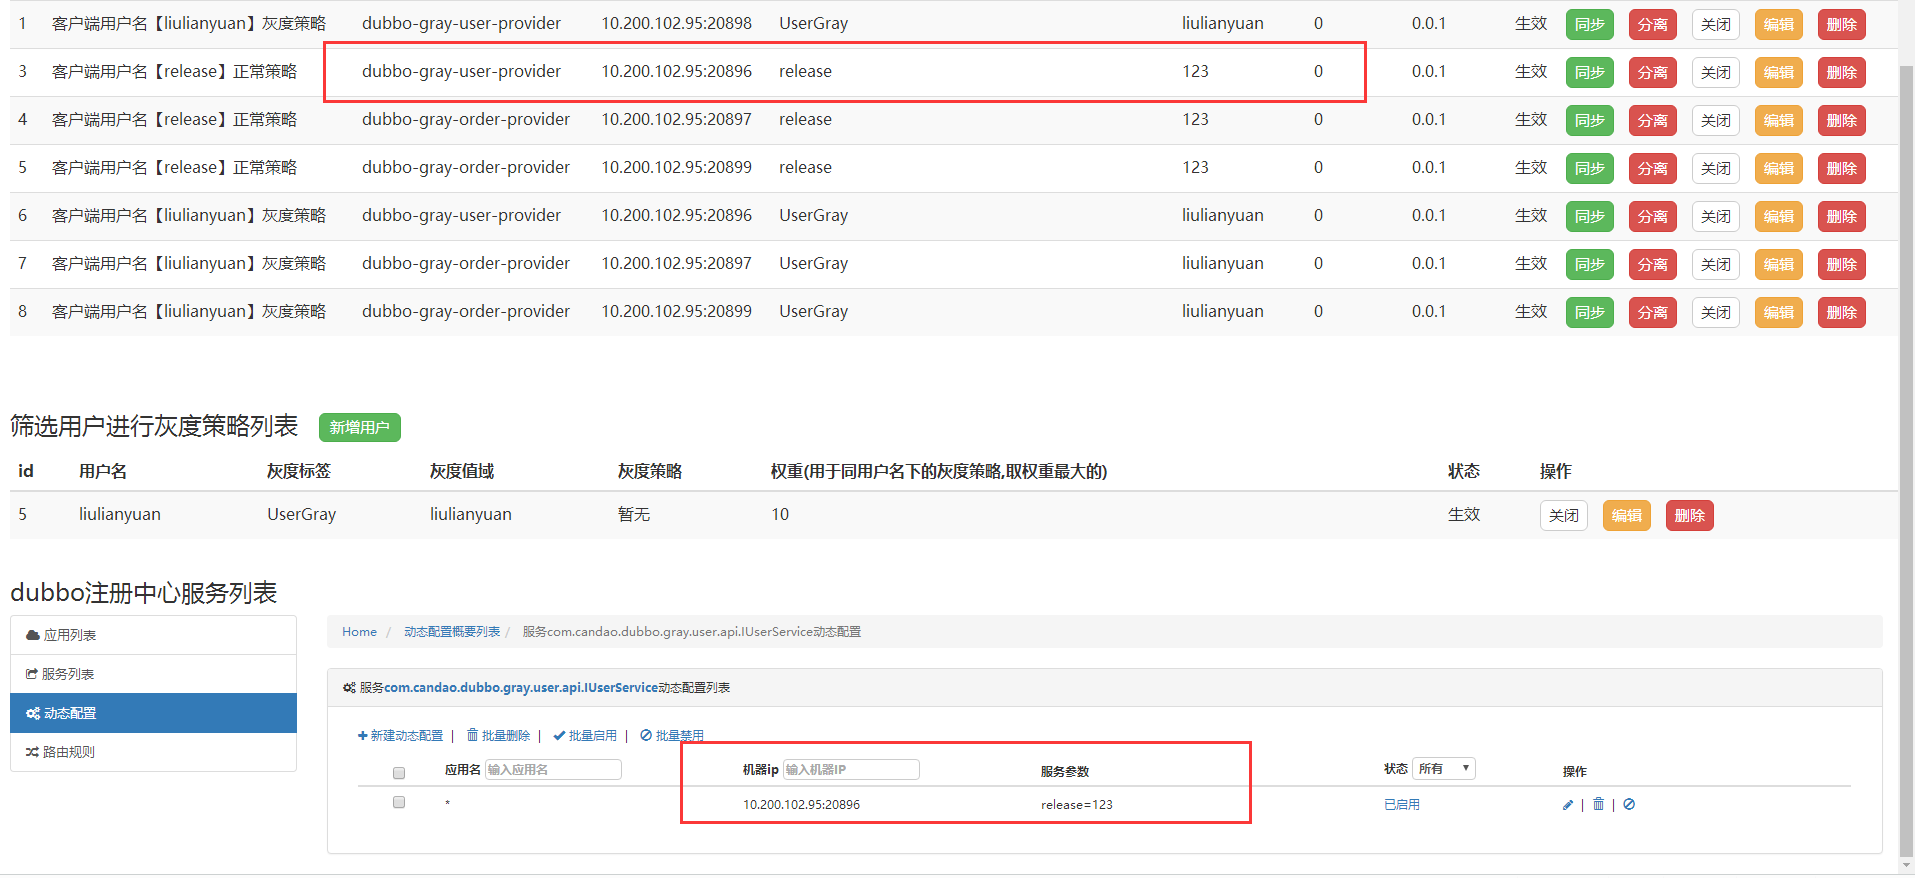 1 客户端用户名【liulianyuan】灰度策略 dubbo-gray-user-provider 10.200.102.95:20898 UserGray liulianyuan 0 0.0.1 生效 同步 分离 关闭 编辑 删除
3 客户端用户名【release】正常策略 dubbo-gray-user-provider 10.200.102.95:20896 release 123 0 0.0.1 生效 同步 分离 关闭 编辑 删除
4 客户端用户名【release】正常策略 dubbo-gray-order-provider 10.200.102.95:20897 release 123 0 0.0.1 生效 同步 分离 关闭 编辑 删除
5 客户端用户名【release】正常策略 dubbo-gray-order-provider 10.200.102.95:20899 release 123 0 0.0.1 生效 同步 分离 关闭 编辑 删除
6 客户端用户名【liulianyuan】灰度策略 dubbo-gray-user-provider 10.200.102.95:20896 UserGray liulianyuan 0 0.0.1 生效 同步 分离 关闭 编辑 删除
7 客户端用户名【liulianyuan】灰度策略 dubbo-gray-order-provider 10.200.102.95:20897 UserGray liulianyuan 0 0.0.1 生效 同步 分离 关闭 编辑 删除
8 客户端用户名【liulianyuan】灰度策略 dubbo-gray-order-provider 10.200.102.95:20899 UserGray liulianyuan 0 0.0.1 生效 同步 分离 关闭 编辑 删除
筛选用户进行灰度策略列表 新增用户
id 用户名 灰度标签 灰度值域 灰度策略 权重(用于同用户名下的灰度策略,取权重最大的) 状态 操作
5 liulianyuan UserGray liulianyuan 暂无 10 生效 关闭 编辑 删除
dubbo注册中心服务列表
应用列表
服务列表
动态配置
路由规则
Home / 动态配置概要列表 / 服务com.candao.dubbo.gray.user.api.IUserService动态配置
服务com.candao.dubbo.gray.user.api.IUserService动态配置列表
新建动态配置 | 批量删除 | 批量启用 | 批量禁用
应用名 输入应用名 机器ip 输入机器IP 服务参数 状态 所有 操作
* 10.200.102.95:20896 release=123 已启用 | |